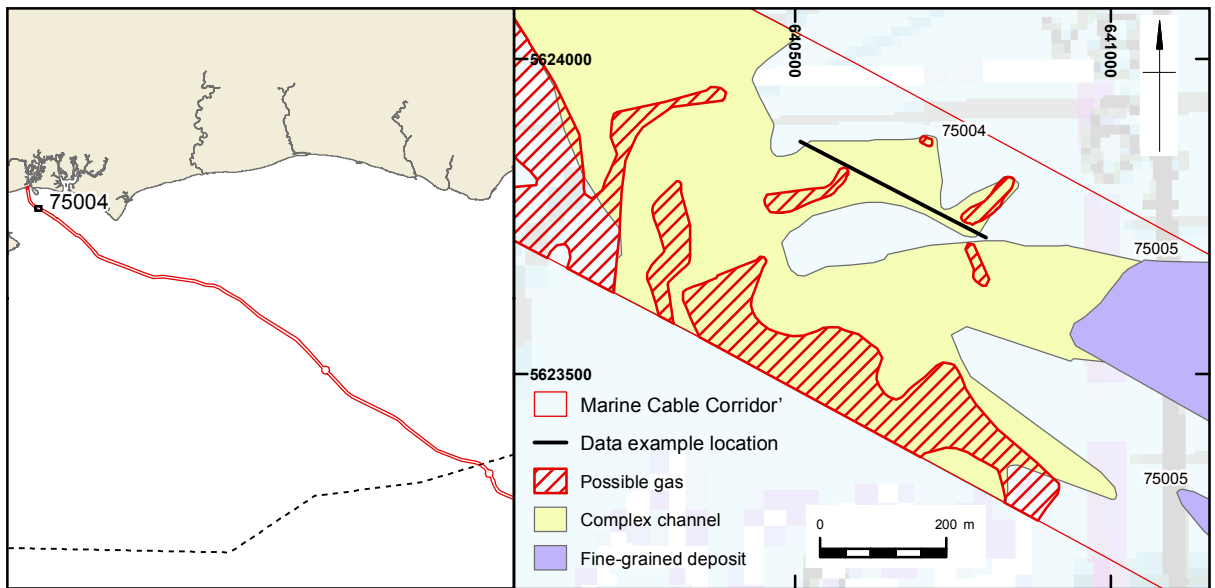 75004
5624000
5623500
640500
641000
75004
75005
75005
Marine Cable Corridor'
Data example location
Possible gas
Complex channel
Fine-grained deposit
0 200 m